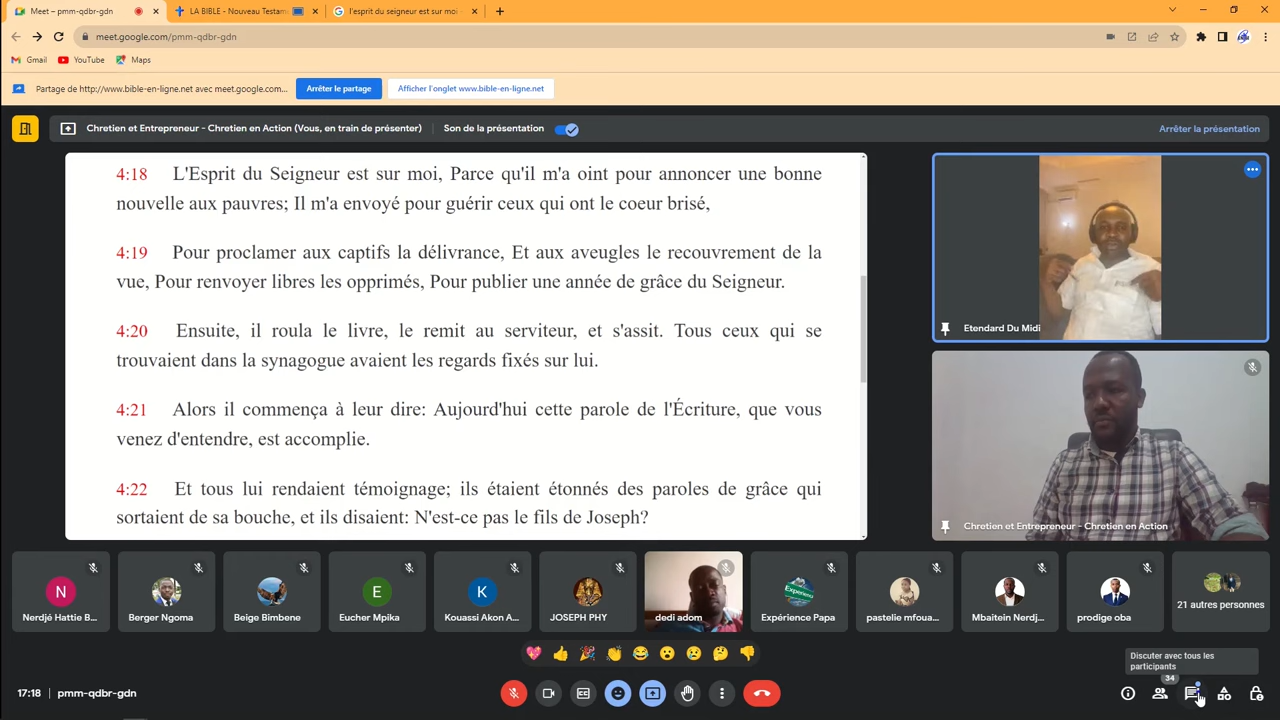 Meet – pmm-qdbr-gdn
LA BIBLE - Nouveau Testam
l'esprit du seigneur est sur moi
meet.google.com/pmm-qdbr-gdn
Gmail YouTube Maps
Partage de http://www.bible-en-ligne.net avec meet.google.com... Arrêter le partage Afficher l'onglet www.bible-en-ligne.net
Chretien et Entrepreneur - Chretien en Action (Vous, en train de présenter) Son de la présentation Arrêter la présentation
4:18 L'Esprit du Seigneur est sur moi, Parce qu'il m'a oint pour annoncer une bonne
nouvelle aux pauvres; Il m'a envoyé pour guérir ceux qui ont le coeur brisé,
4:19 Pour proclamer aux captifs la délivrance, Et aux aveugles le recouvrement de la
vue, Pour renvoyer libres les opprimés, Pour publier une année de grâce du Seigneur.
4:20 Ensuite, il roula le livre, le remit au serviteur, et s'assit. Tous ceux qui se
trouvaient dans la synagogue avaient les regards fixés sur lui.
4:21 Alors il commença à leur dire: Aujourd'hui cette parole de l'Écriture, que vous
venez d'entendre, est accomplie.
4:22 Et tous lui rendaient témoignage; ils étaient étonnés des paroles de grâce qui
sortaient de sa bouche, et ils disaient: N'est-ce pas le fils de Joseph?
Etendard Du Midi
Chretien et Entrepreneur - Chretien en Action
N
E
K
Experience
21 autres personnes
Nerdjé Hattie B... Berger Ngoma Beige Bimbene Eucher Mpika Kouassi Akon A... JOSEPH PHY dedi adom Expérience Papa pastelie mfoua... Mbaitein Nerdj... prodige oba
Discuter avec tous les
participants
34
17:18 pmm-qdbr-gdn